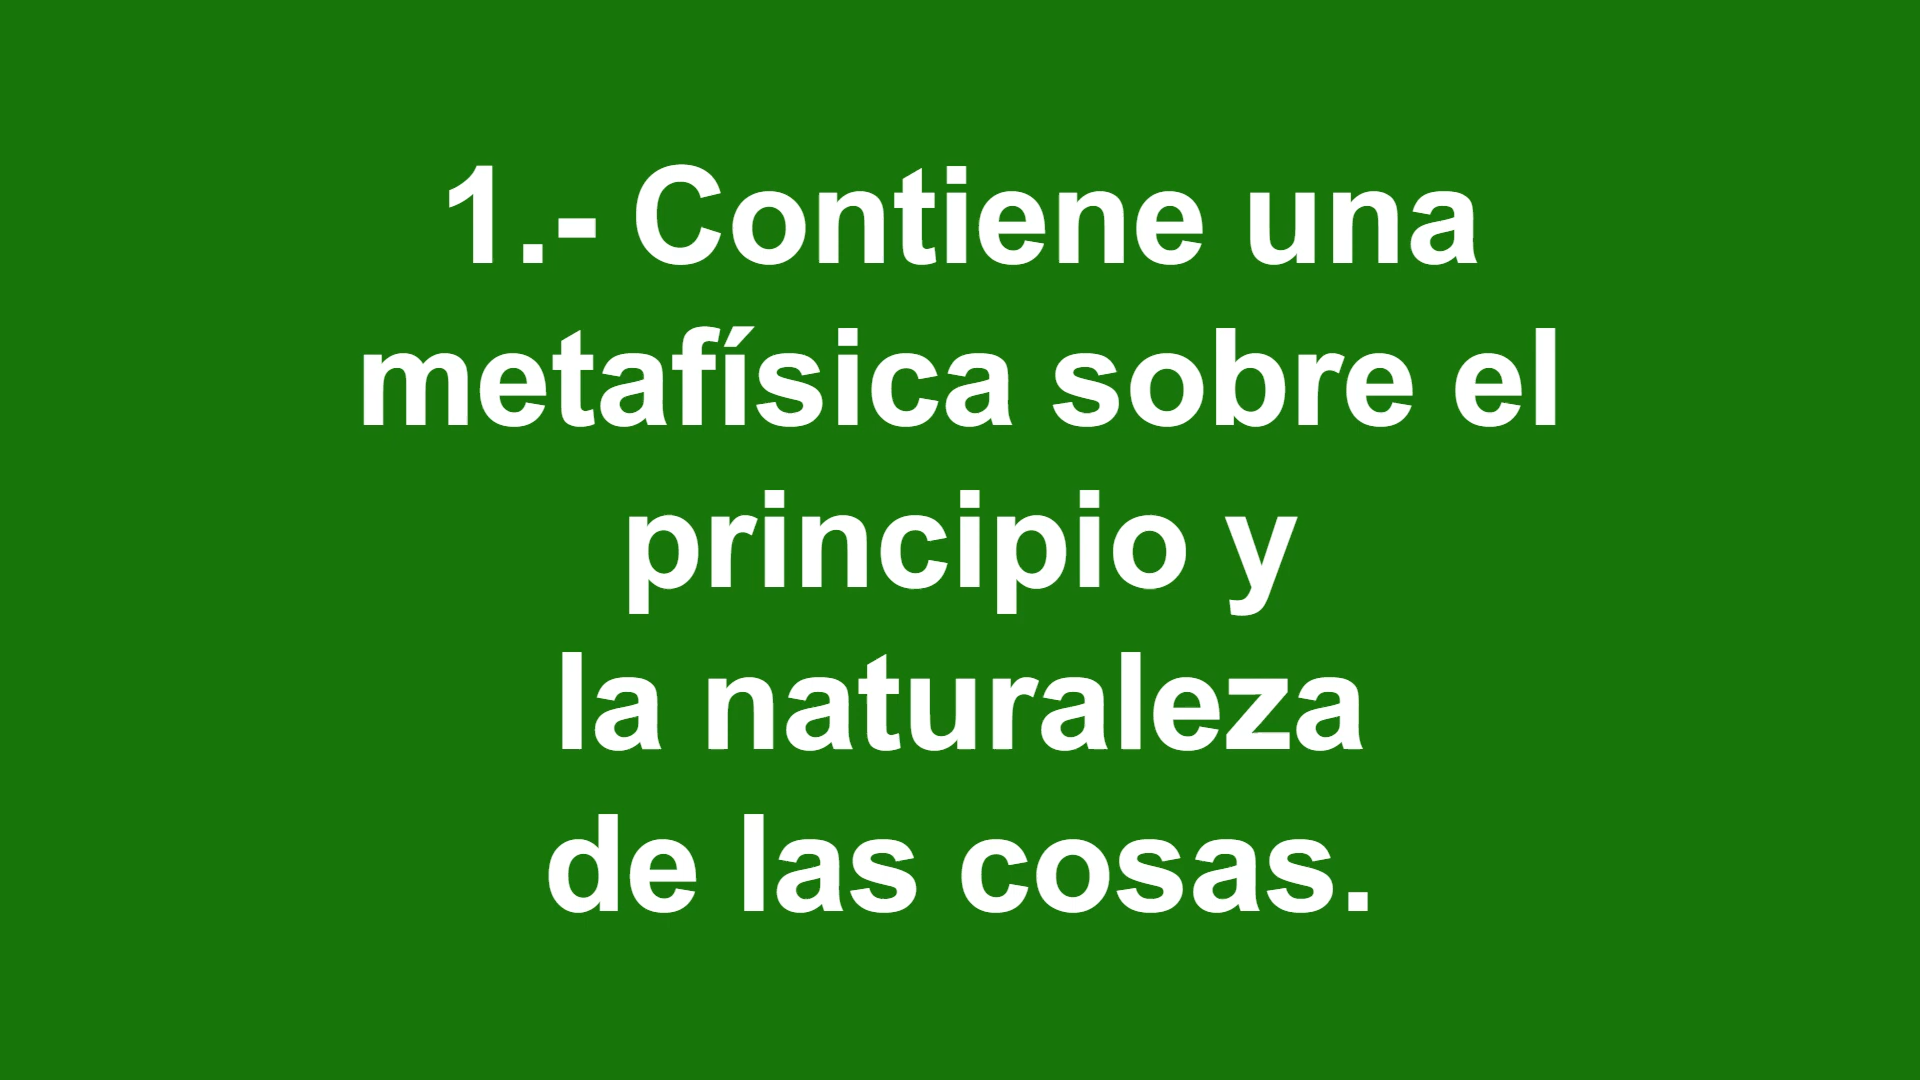 1.- Contiene una
metafísica sobre el
principio y
la naturaleza
de las cosas.